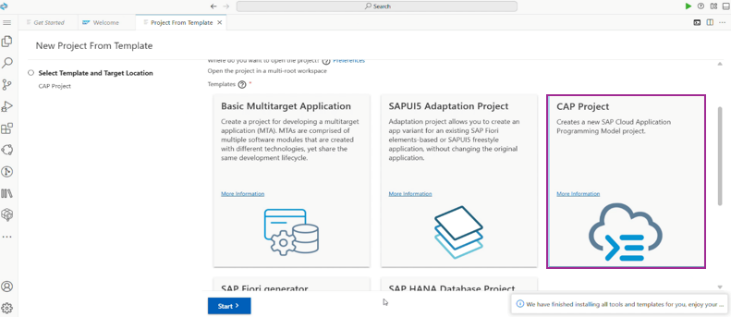 Search
Get Started
Welcome
Project From Template
New Project From Template
Where do you want to open the project? Preferences
Select Template and Target Location
Open the project in a multi-root workspace
CAP Project
Templates *
Basic Multitarget Application
SAPUI5 Adaptation Project
CAP Project
Create a project for developing a multitarget
application (MTA). MTAs are comprised of
multiple software modules that are created
with different technologies, yet share the
same development lifecycle.
Adaptation project allows you to create an
app variant for an existing SAP Fiori
elements-based or SAPUI5 freestyle
application, without changing the original
application.
Creates a new SAP Cloud Application
Programming Model project.
More Information
More Information
More Information
SAP Fiori generator
SAP HANA Database Project
Start >
We have finished installing all tools and templates for you, enjoy your ...